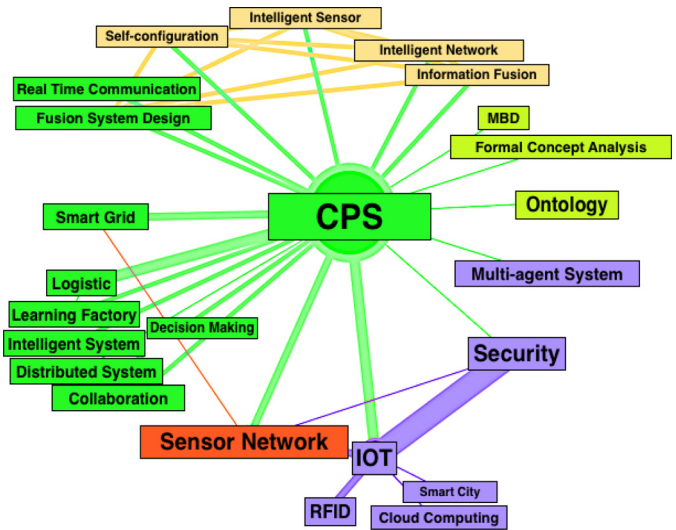 Intelligent Sensor
Self-configuration
Intelligent Network
Information Fusion
Real Time Communication
Fusion System Design
MBD
Formal Concept Analysis
CPS
Ontology
Smart Grid
Multi-agent System
Logistic
Learning Factory
Decision Making
Intelligent System
Security
Distributed System
Collaboration
Sensor Network
IOT
Smart City
RFID
Cloud Computing